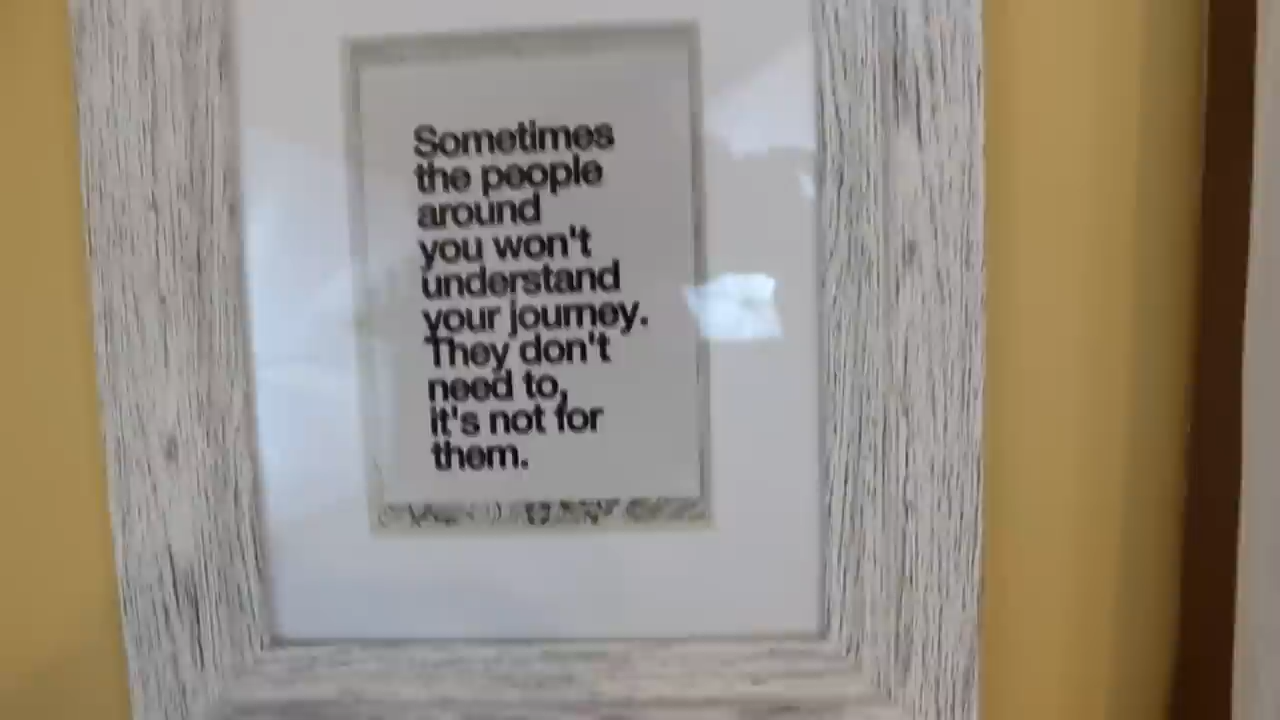 Sometimes
the people
around
you won't
understand
your journey.
They don't
need to,
it's not for
them.